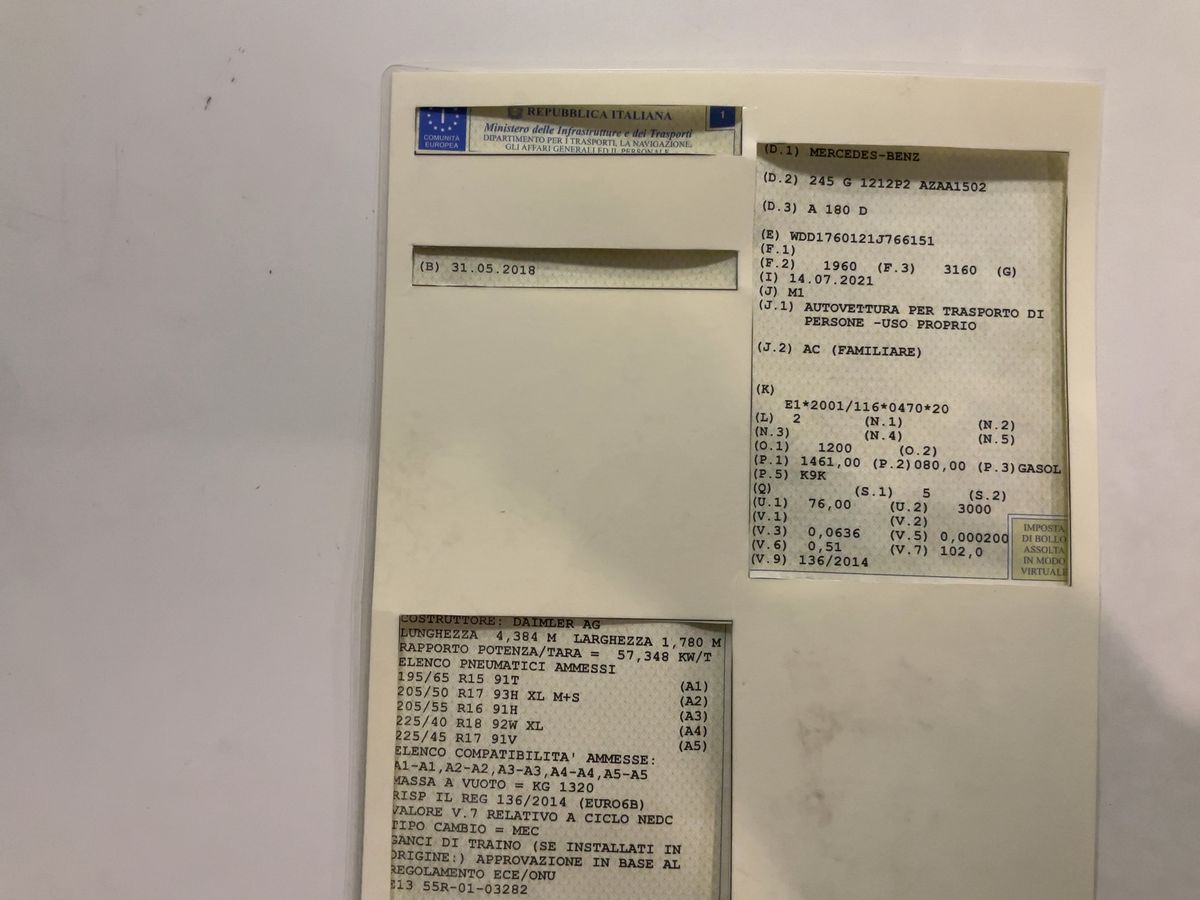 COMUNITÀ
EUROPEA
REPUBBLICA ITALIANA
1
Ministero delle Infrastrutture e dei Trasporti
DIPARTIMENTO PER I TRASPORTI, LA NAVIGAZIONE,
GLI AFFARI GENERALI ED IL PERSONALE
(B) 31.05.2018
(D.1) MERCEDES-BENZ
(D.2) 245 G 1212P2 AZAA1502
(D.3) A 180 D
(E) WDD1760121J766151
(F.1)
(F.2) 1960 (F.3) 3160 (G)
(I) 14.07.2021
(J) M1
(J.1) AUTOVETTURA PER TRASPORTO DI
PERSONE -USO PROPRIO
(J.2) AC (FAMILIARE)
(K)
E1*2001/116*0470*20
(L) 2 (N.1) (N.2)
(N.3) (N.4) (N.5)
(O.1) 1200 (O.2)
(P.1) 1461,00 (P.2)080,00 (P.3)GASOL
(P.5) K9K
(Q) (S.1) 5 (S.2)
(U.1) 76,00 (U.2) 3000
(V.1) (V.2)
(V.3) 0,0636 (V.5) 0,000200
(V.6) 0,51 (V.7) 102,0
(V.9) 136/2014
IMPOSTA
DI BOLLO
ASSOLTA
IN MODO
VIRTUALE
COSTRUTTORE: DAIMLER AG
LUNGHEZZA 4,384 M LARGHEZZA 1,780 M
RAPPORTO POTENZA/TARA = 57,348 KW/T
ELENCO PNEUMATICI AMMESSI
195/65 R15 91T (A1)
205/50 R17 93H XL M+S (A2)
205/55 R16 91H (A3)
225/40 R18 92W XL (A4)
225/45 R17 91V (A5)
ELENCO COMPATIBILITA' AMMESSE:
A1-A1,A2-A2,A3-A3,A4-A4,A5-A5
MASSA A VUOTO = KG 1320
RISP IL REG 136/2014 (EURO6B)
VALORE V.7 RELATIVO A CICLO NEDC
TIPO CAMBIO = MEC
GANCI DI TRAINO (SE INSTALLATI IN
ORIGINE:) APPROVAZIONE IN BASE AL
REGOLAMENTO ECE/ONU
E13 55R-01-03282